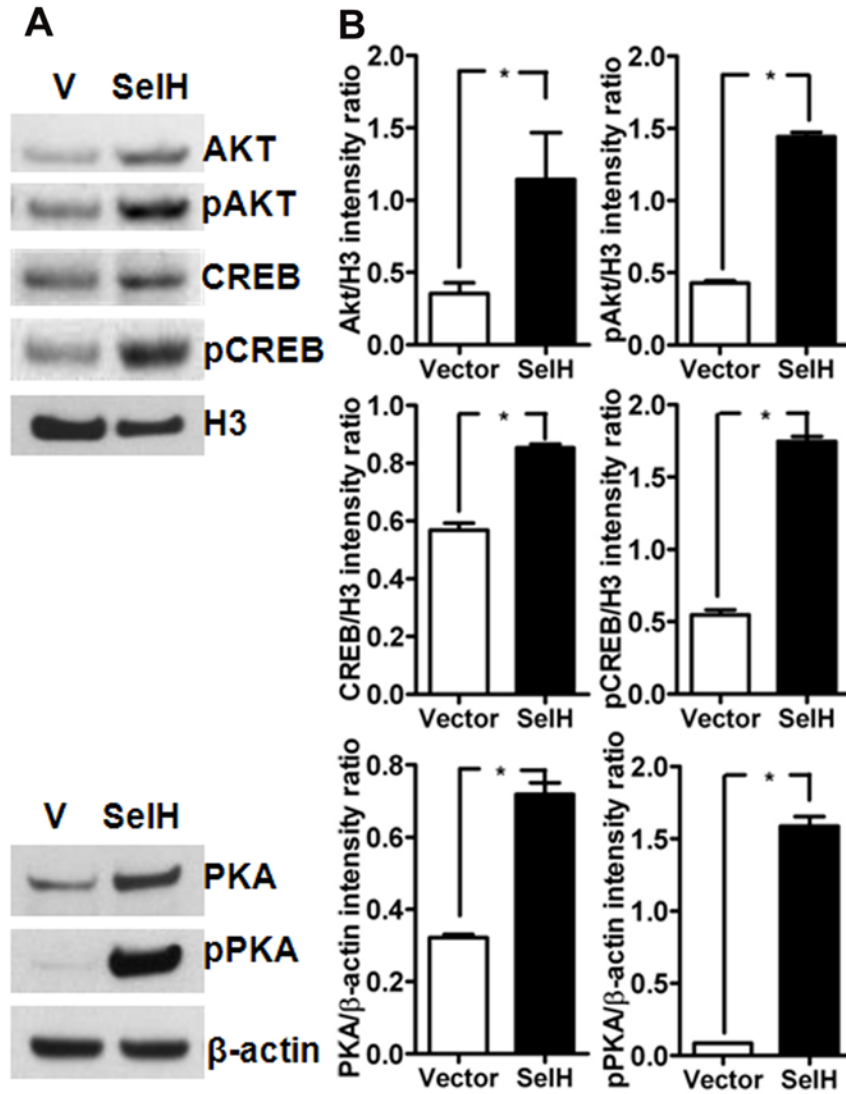 A
V SelH
AKT
pAKT
CREB
pCREB
H3
V SelH
PKA
pPKA
β-actin
B
Akt/H3 intensity ratio
2.0
1.5
1.0
0.5
0.0
*
Vector SelH
pAkt/H3 intensity ratio
2.0
1.5
1.0
0.5
0.0
*
Vector SelH
CREB/H3 intensity ratio
1.0
0.8
0.6
0.4
0.2
0.0
*
Vector SelH
pCREB/H3 intensity ratio
2.0
1.5
1.0
0.5
0.0
*
Vector SelH
PKA/β-actin intensity ratio
0.8
0.6
0.4
0.2
0.0
*
Vector SelH
pPKA/β-actin intensity ratio
2.0
1.5
1.0
0.5
0.0
*
Vector SelH